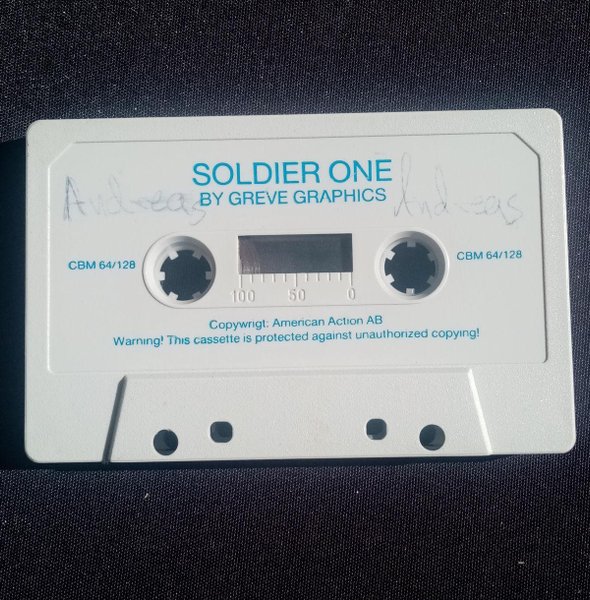 SOLDIER ONE
Andreas Andreas
BY GREVE GRAPHICS
CBM 64/128 CBM 64/128
100 50 0
Copywrigt: American Action AB
Warning! This cassette is protected against unauthorized copying!